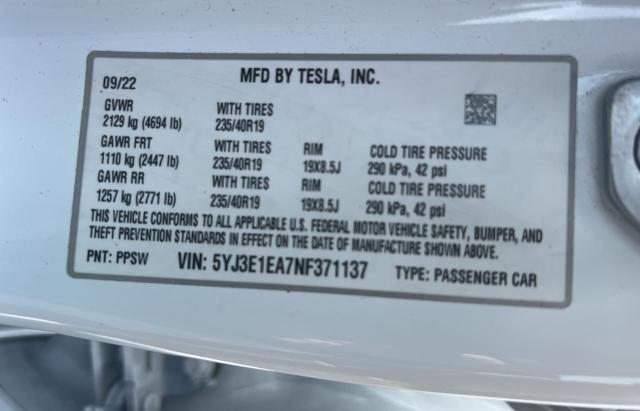 09/22 MFD BY TESLA, INC.
GVWR WITH TIRES
2129 kg (4694 lb) 235/40R19
GAWR FRT WITH TIRES RIM COLD TIRE PRESSURE
1110 kg (2447 lb) 235/40R19 19X8.5J 290 kPa, 42 psi
GAWR RR WITH TIRES RIM COLD TIRE PRESSURE
1257 kg (2771 lb) 235/40R19 19X8.5J 290 kPa, 42 psi
THIS VEHICLE CONFORMS TO ALL APPLICABLE U.S. FEDERAL MOTOR VEHICLE SAFETY, BUMPER, AND
THEFT PREVENTION STANDARDS IN EFFECT ON THE DATE OF MANUFACTURE SHOWN ABOVE.
PNT: PPSW VIN: 5YJ3E1EA7NF371137 TYPE: PASSENGER CAR